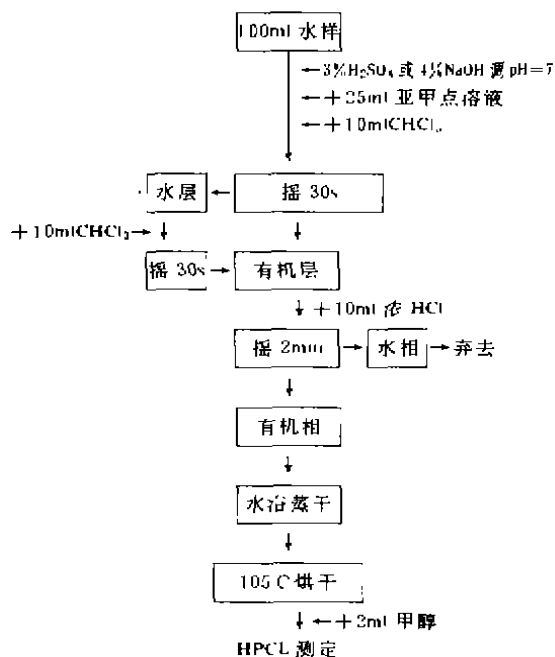 100ml 水样
3%H₂SO₄ 或 4%NaOH 调 pH=7
+25ml 亚甲点溶液
+10mlCHCl₃
水层
摇 30s
+10mlCHCl₃
摇 30s
有机层
+10ml 浓 HCl
摇 2min
水相
弃去
有机相
水浴蒸干
105℃烘干
+2ml 甲醇
HPCL 测定